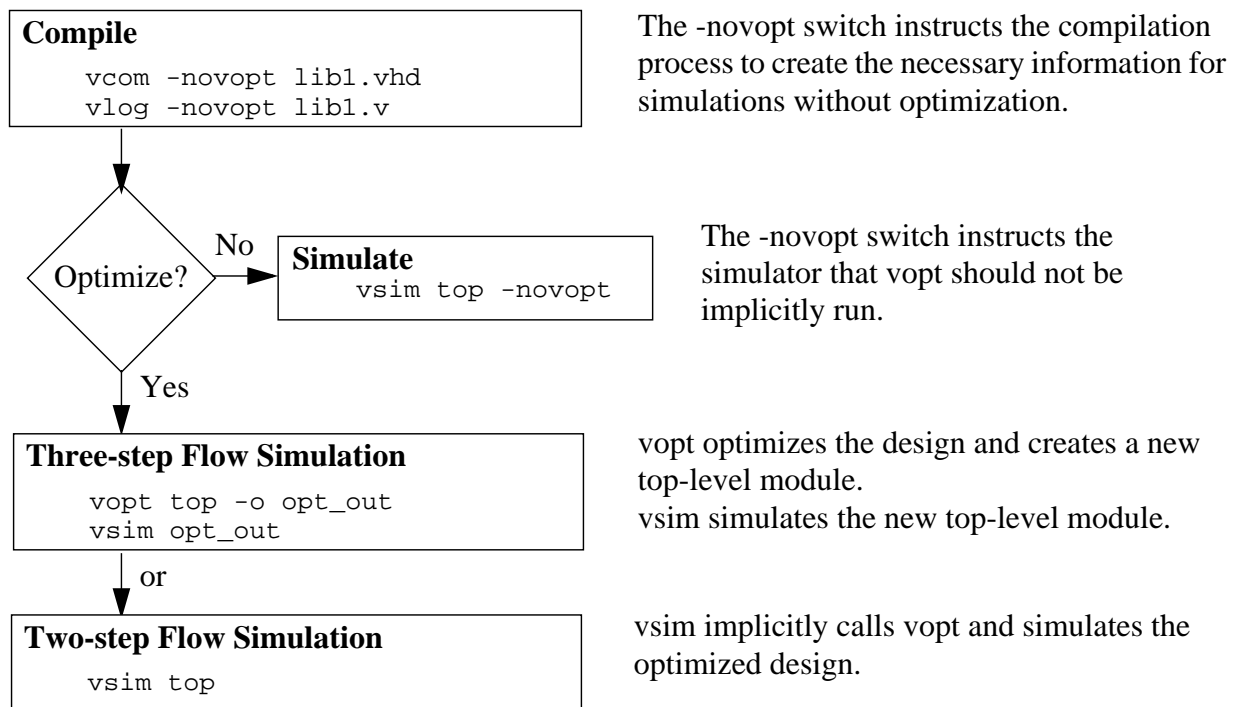 Compile
vcom -novopt lib1.vhd
vlog -novopt lib1.v
The -novopt switch instructs the compilation
process to create the necessary information for
simulations without optimization.
Optimize?
No
Simulate
vsim top -novopt
The -novopt switch instructs the
simulator that vopt should not be
implicitly run.
Yes
Three-step Flow Simulation
vopt top -o opt_out
vsim opt_out
vopt optimizes the design and creates a new
top-level module.
vsim simulates the new top-level module.
or
Two-step Flow Simulation
vsim top
vsim implicitly calls vopt and simulates the
optimized design.